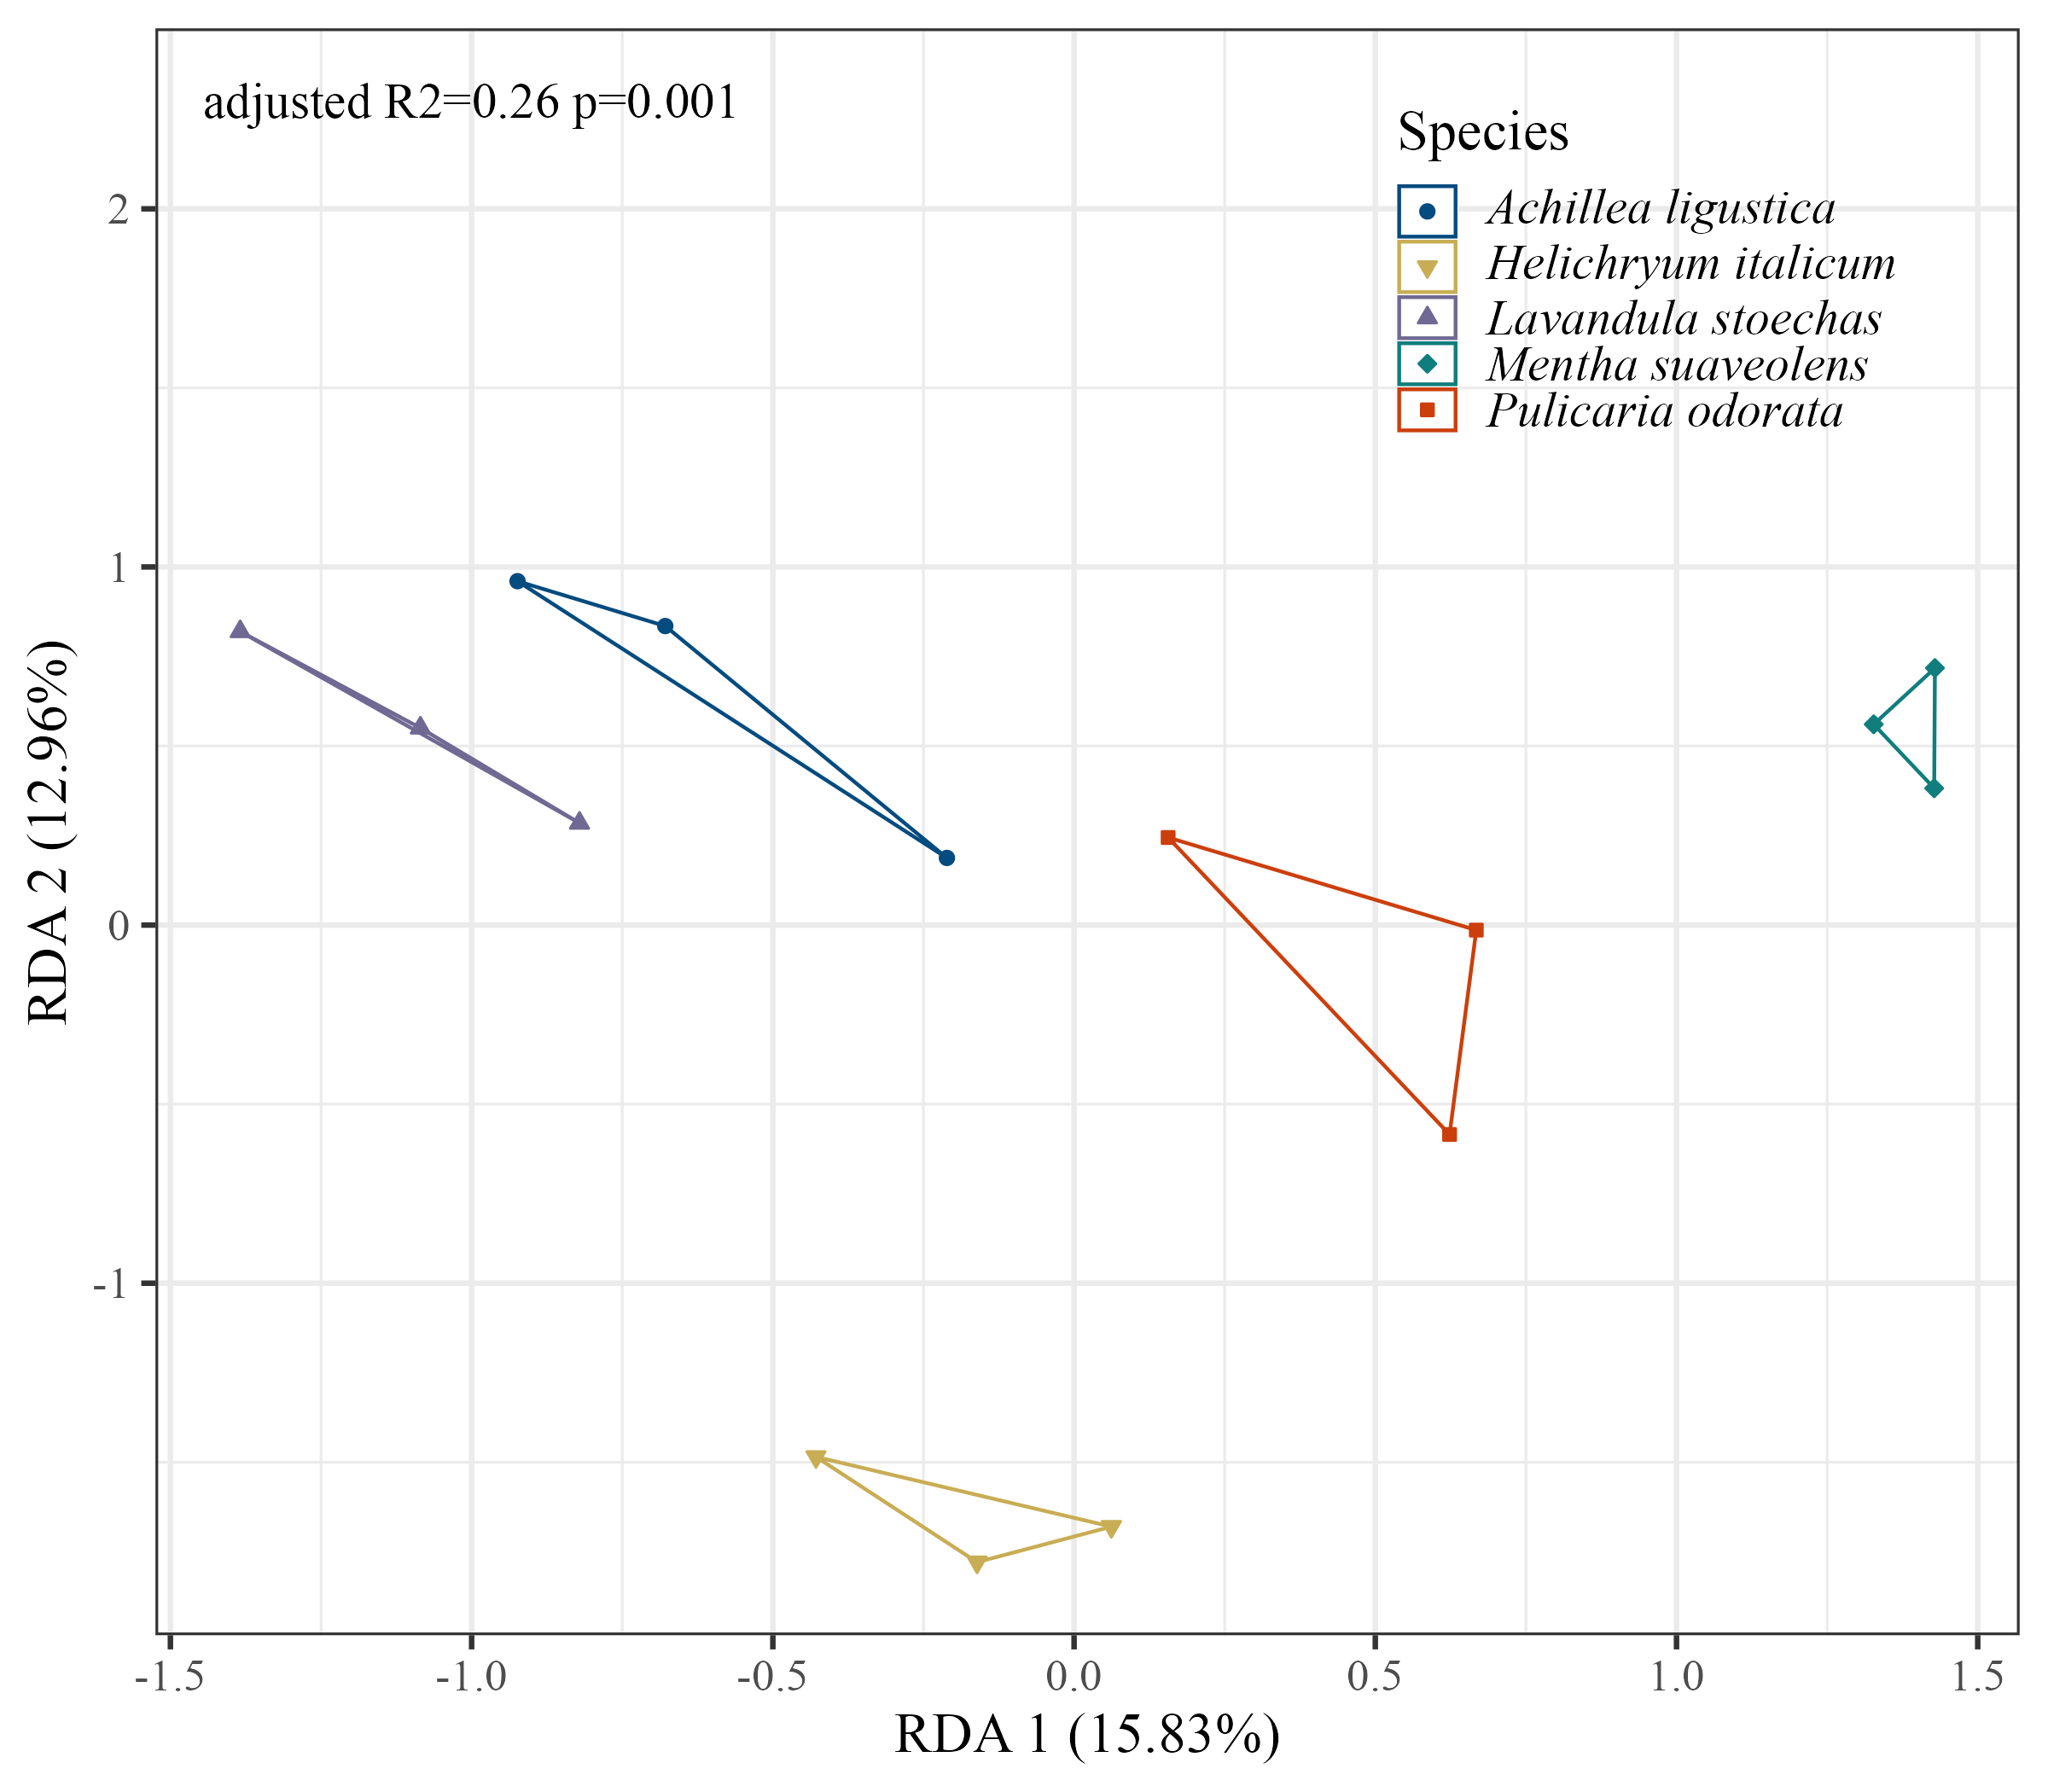 adjusted R2=0.26 p=0.001
Species
Achillea ligustica
Helichryum italicum
Lavandula stoechas
Mentha suaveolens
Pulicaria odorata
2
1
0
-1
RDA 2 (12.96%)
-1.5 -1.0 -0.5 0.0 0.5 1.0 1.5
RDA 1 (15.83%)